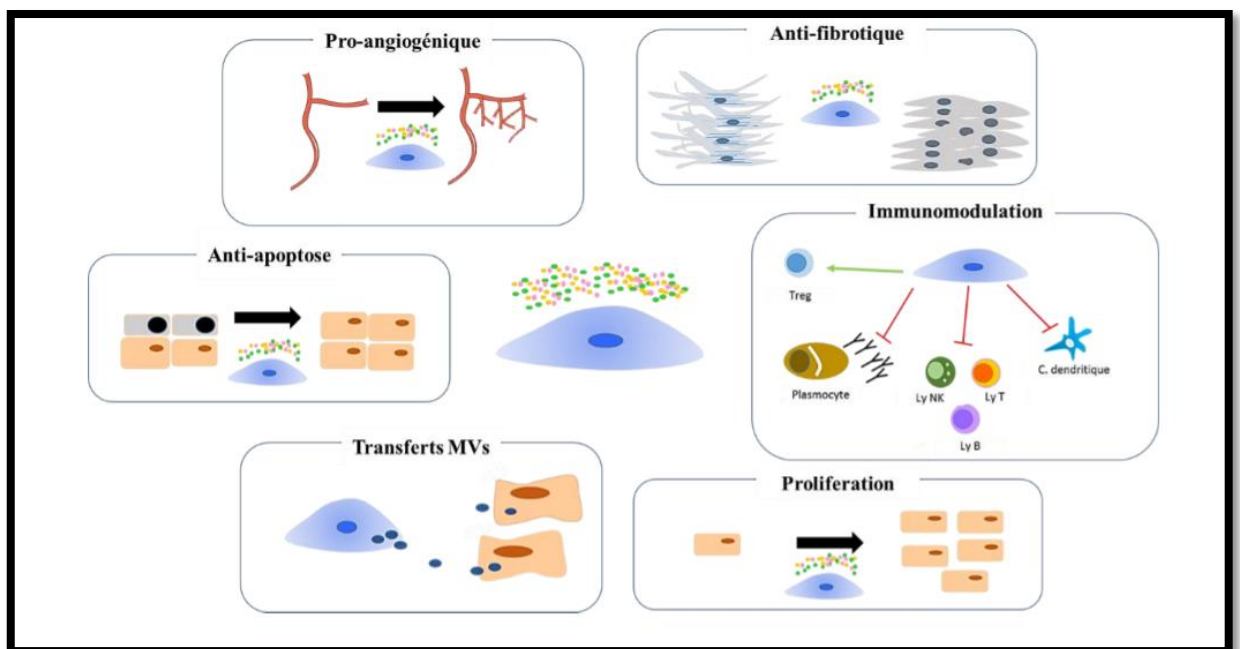 Pro-angiogénique
Anti-fibrotique
Anti-apoptose
Immunomodulation
Treg
Plasmocyte
Ly NK
Ly T
C. dendritique
Ly B
Transferts MVs
Proliferation